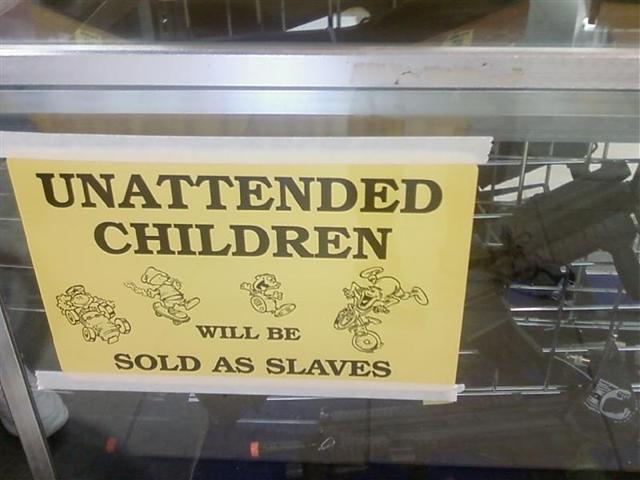 UNATTENDED
CHILDREN
WILL BE
SOLD AS SLAVES